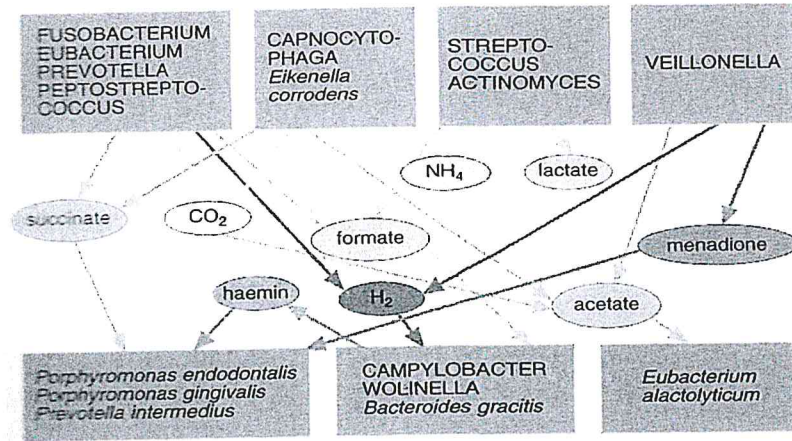 FUSOBACTERIUM
EUBACTERIUM
PREVOTELLA
PEPTOSTREPTO-
COCCUS
CAPNOCYTO-
PHAGA
Eikenella
corrodens
STREPTO-
COCCUS
ACTINOMYCES
VEILLONELLA
NH₄
lactate
succinate
CO₂
formate
menadione
haemin
H₂
acetate
Porphyromonas endodontalis
Porphyromonas gingivalis
Prevotella intermedius
CAMPYLOBACTER
WOLINELLA
Bacteroides gracitis
Eubacterium
alactolyticum